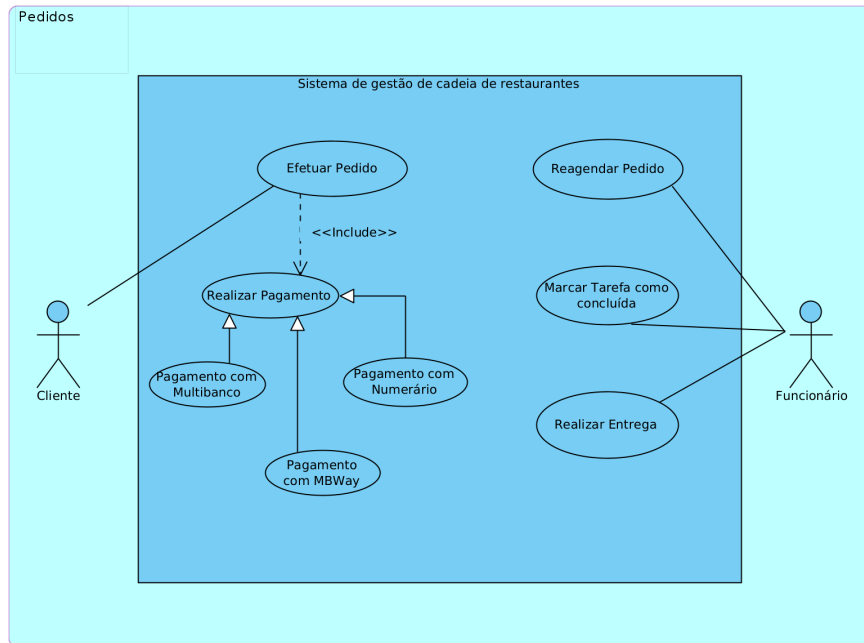 Pedidos
Sistema de gestão de cadeia de restaurantes
Efetuar Pedido
Reagendar Pedido
<<Include>>
Realizar Pagamento
Marcar Tarefa como
concluída
Pagamento com
Multibanco
Pagamento com
Numerário
Cliente
Funcionário
Realizar Entrega
Pagamento
com MBWay